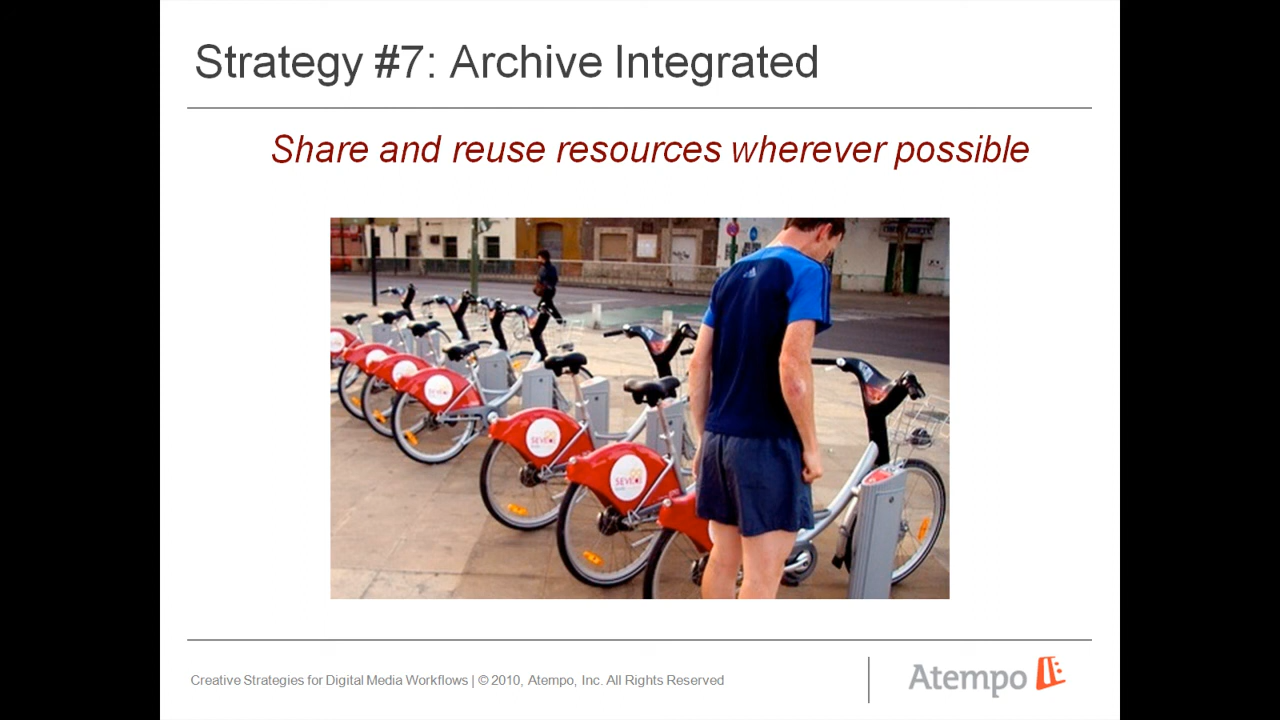 Strategy #7: Archive Integrated
Share and reuse resources wherever possible
Creative Strategies for Digital Media Workflows | © 2010, Atempo, Inc. All Rights Reserved
Atempo